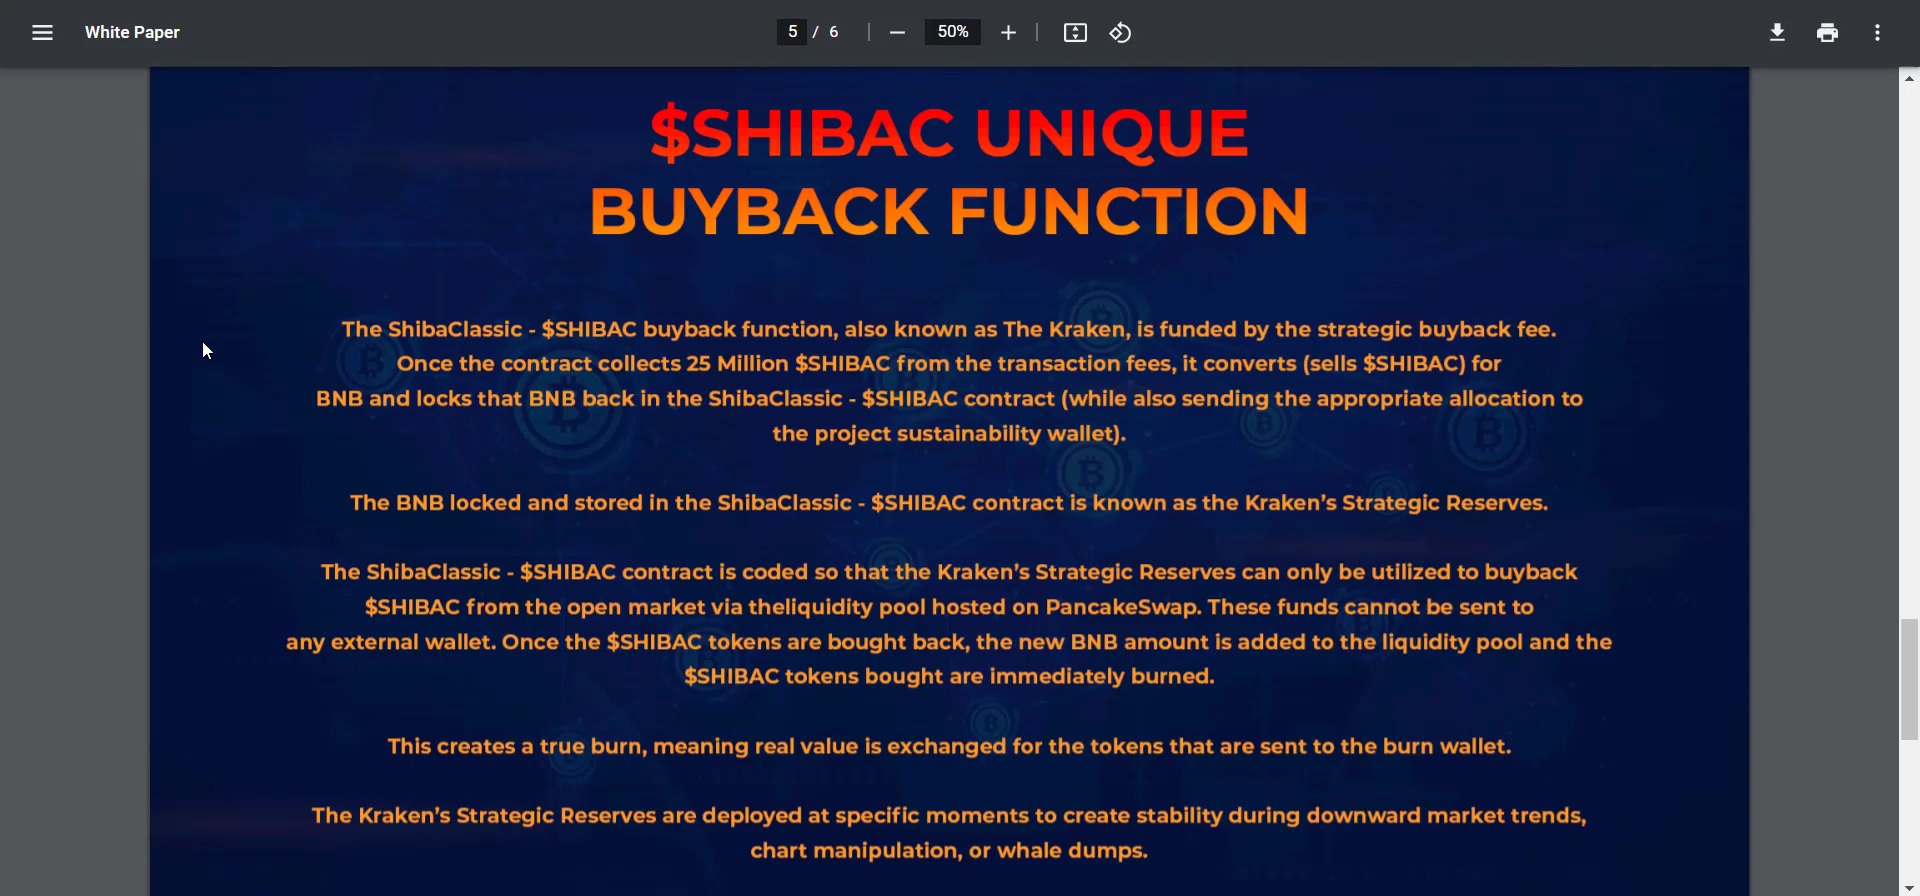 White Paper
5 / 6
50%
$SHIBAC UNIQUE
BUYBACK FUNCTION
The ShibaClassic - $SHIBAC buyback function, also known as The Kraken, is funded by the strategic buyback fee.
Once the contract collects 25 Million $SHIBAC from the transaction fees, it converts (sells $SHIBAC) for
BNB and locks that BNB back in the ShibaClassic - $SHIBAC contract (while also sending the appropriate allocation to
the project sustainability wallet).
The BNB locked and stored in the ShibaClassic - $SHIBAC contract is known as the Kraken’s Strategic Reserves.
The ShibaClassic - $SHIBAC contract is coded so that the Kraken’s Strategic Reserves can only be utilized to buyback
$SHIBAC from the open market via theliquidity pool hosted on PancakeSwap. These funds cannot be sent to
any external wallet. Once the $SHIBAC tokens are bought back, the new BNB amount is added to the liquidity pool and the
$SHIBAC tokens bought are immediately burned.
This creates a true burn, meaning real value is exchanged for the tokens that are sent to the burn wallet.
The Kraken’s Strategic Reserves are deployed at specific moments to create stability during downward market trends,
chart manipulation, or whale dumps.